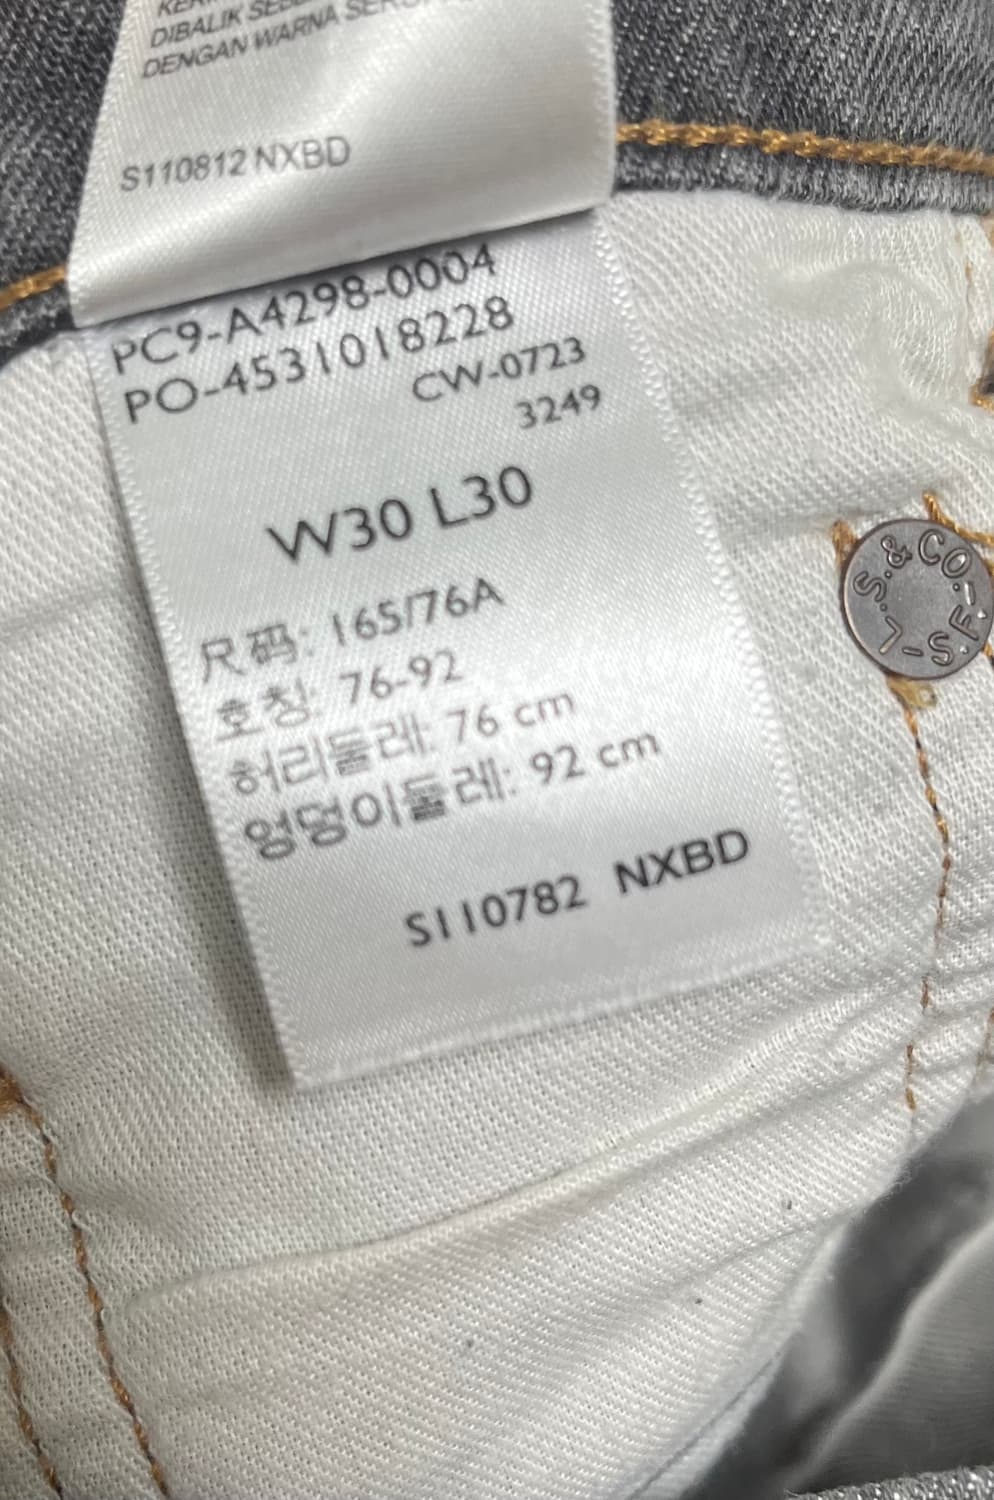 DIBALIK
DENGAN WARNA
S110812 NXBD
PC9-A4298-0004
PO-4531018228
CW-0723
3249
W30 L30
尺码: 165/76A
호칭: 76-92
허리둘레: 76 cm
엉덩이둘레: 92 cm
S110782 NXBD
L.S.&CO.-S.F.-